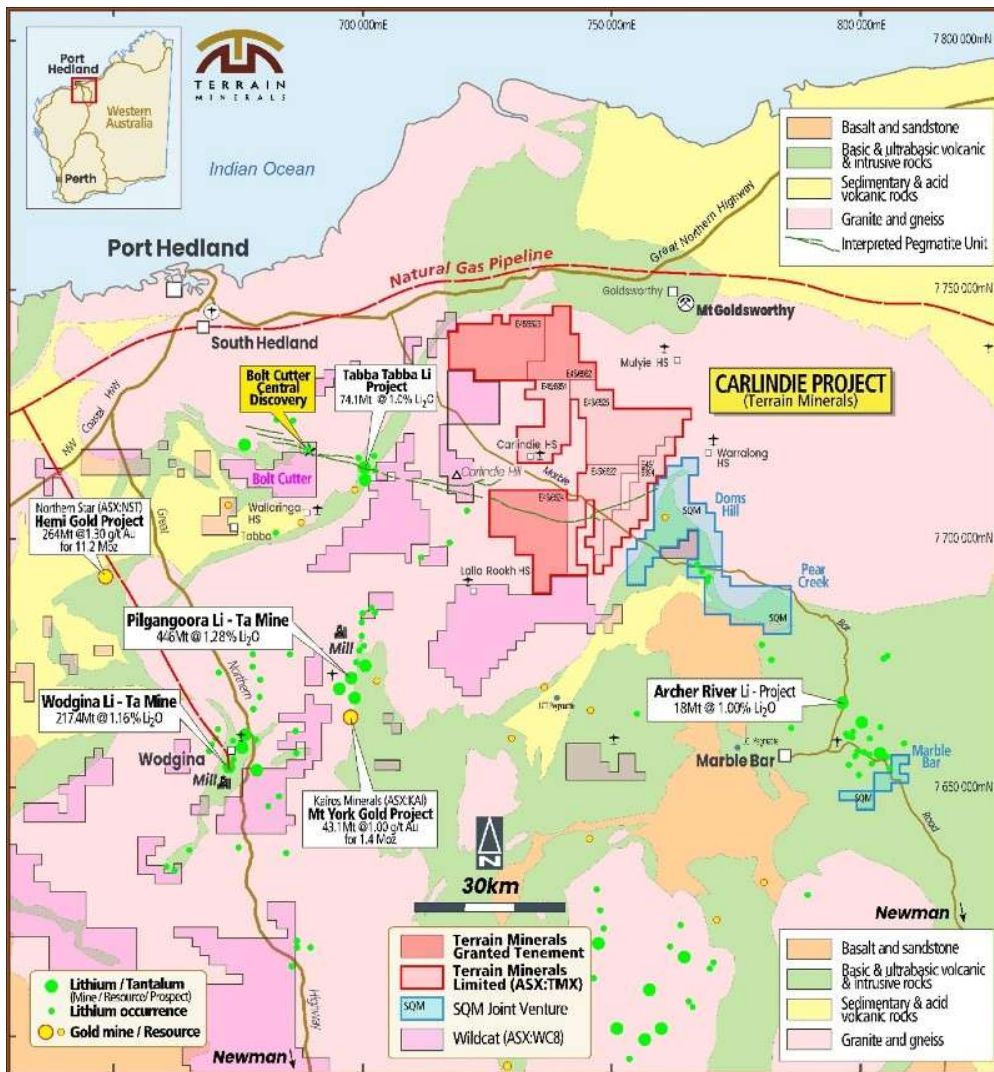 700 000mE
750 000mE
800 000mE
7 800 000mN
Port
Hedland
Western
Australia
Perth
TERRAIN
MINERALS
Indian Ocean
Basalt and sandstone
Basic & ultrabasic volcanic
& intrusive rocks
Sedimentary & acid
volcanic rocks
Granite and gneiss
Interpreted Pegmatite Unit
Port Hedland
Natural Gas Pipeline
Great Northern Highway
7 750 000mN
Goldsworthy
Mt Goldsworthy
South Hedland
Mulyie HS
Bolt Cutter
Central
Discovery
Tabba Tabba Li
Project
74.1Mt @ 1.0% Li₂O
CARLINDIE PROJECT
(Terrain Minerals)
NW Coastal Hwy
Carlindie HS
Warralong
HS
Bolt Cutter
Carlindie Hill
Marble
Doms
Hill
SQM
Northern Star (ASX:NST)
Hemi Gold Project
264Mt @1.30 g/t Au
for 11.2 Moz
Great
Wallaringa
HS
Tabba
7 700 000mN
Lalla Rookh HS
Pear
Creek
SQM
Bar
Pilgangoora Li - Ta Mine
446Mt @ 1.28% Li₂O
Mill
Northern
Archer River Li - Project
18Mt @ 1.00% Li₂O
Wodgina Li - Ta Mine
217.4Mt @ 1.16% Li₂O
Wodgina
Mill
Marble Bar
Marble
Bar
SQM
7 650 000mN
Kairos Minerals (ASX:KAI)
Mt York Gold Project
43.1Mt @1.00 g/t Au
for 1.4 Moz
Road
N
30km
Newman
Terrain Minerals
Granted Tenement
Terrain Minerals
Limited (ASX:TMX)
SQM
SQM Joint Venture
Wildcat (ASX:WC8)
Basalt and sandstone
Basic & ultrabasic volcanic
& intrusive rocks
Sedimentary & acid
volcanic rocks
Granite and gneiss
Lithium / Tantalum
(Mine / Resource/ Prospect)
Lithium occurrence
Gold mine / Resource
Highway
Newman